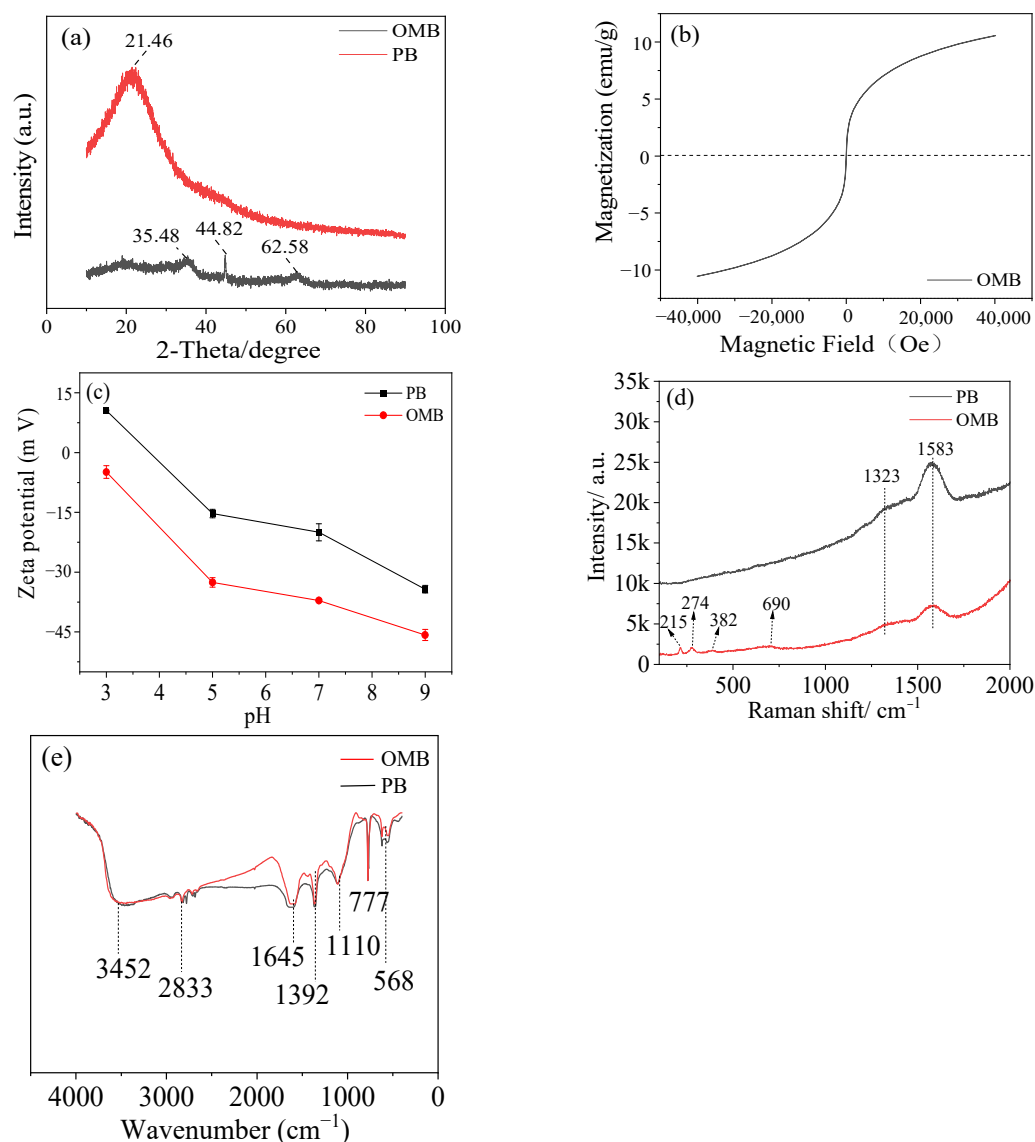 (a)
21.46
OMB
PB
35.48
44.82
62.58
Intensity (a.u.)
0 20 40 60 80 100
2-Theta/degree
(b)
10
5
0
−5
−10
Magnetization (emu/g)
OMB
−40,000 −20,000 0 20,000 40,000
Magnetic Field（Oe）
(c)
PB
OMB
15
0
−15
−30
−45
Zeta potential (m V)
3 4 5 6 7 8 9
pH
(d)
PB
OMB
35k
30k
25k
20k
15k
10k
5k
0
Intensity/ a.u.
1323
1583
215
274
382
690
500 1000 1500 2000
Raman shift/ cm⁻¹
(e)
OMB
PB
3452
2833
1645
1392
1110
777
568
4000 3000 2000 1000 0
Wavenumber (cm⁻¹)